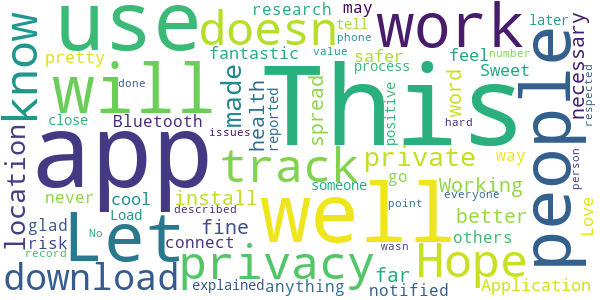 use doesn research may tell later
phone
work
necessary
respected
know
pretty
fantastic
value
safer
feel
number
will
This
people
made
health
reported
spread
process
positive
word
Sweet
done
close
Bluetooth
issues
hard
app
location
track
private
way
person
well
never
cool
install
someone
go
Working
everyone
Let
Load
described
better
point
Love
glad
No
fine
others
risk
connect
wasn
privacy
Hope
far
record
download
explained
anything
notified
Application